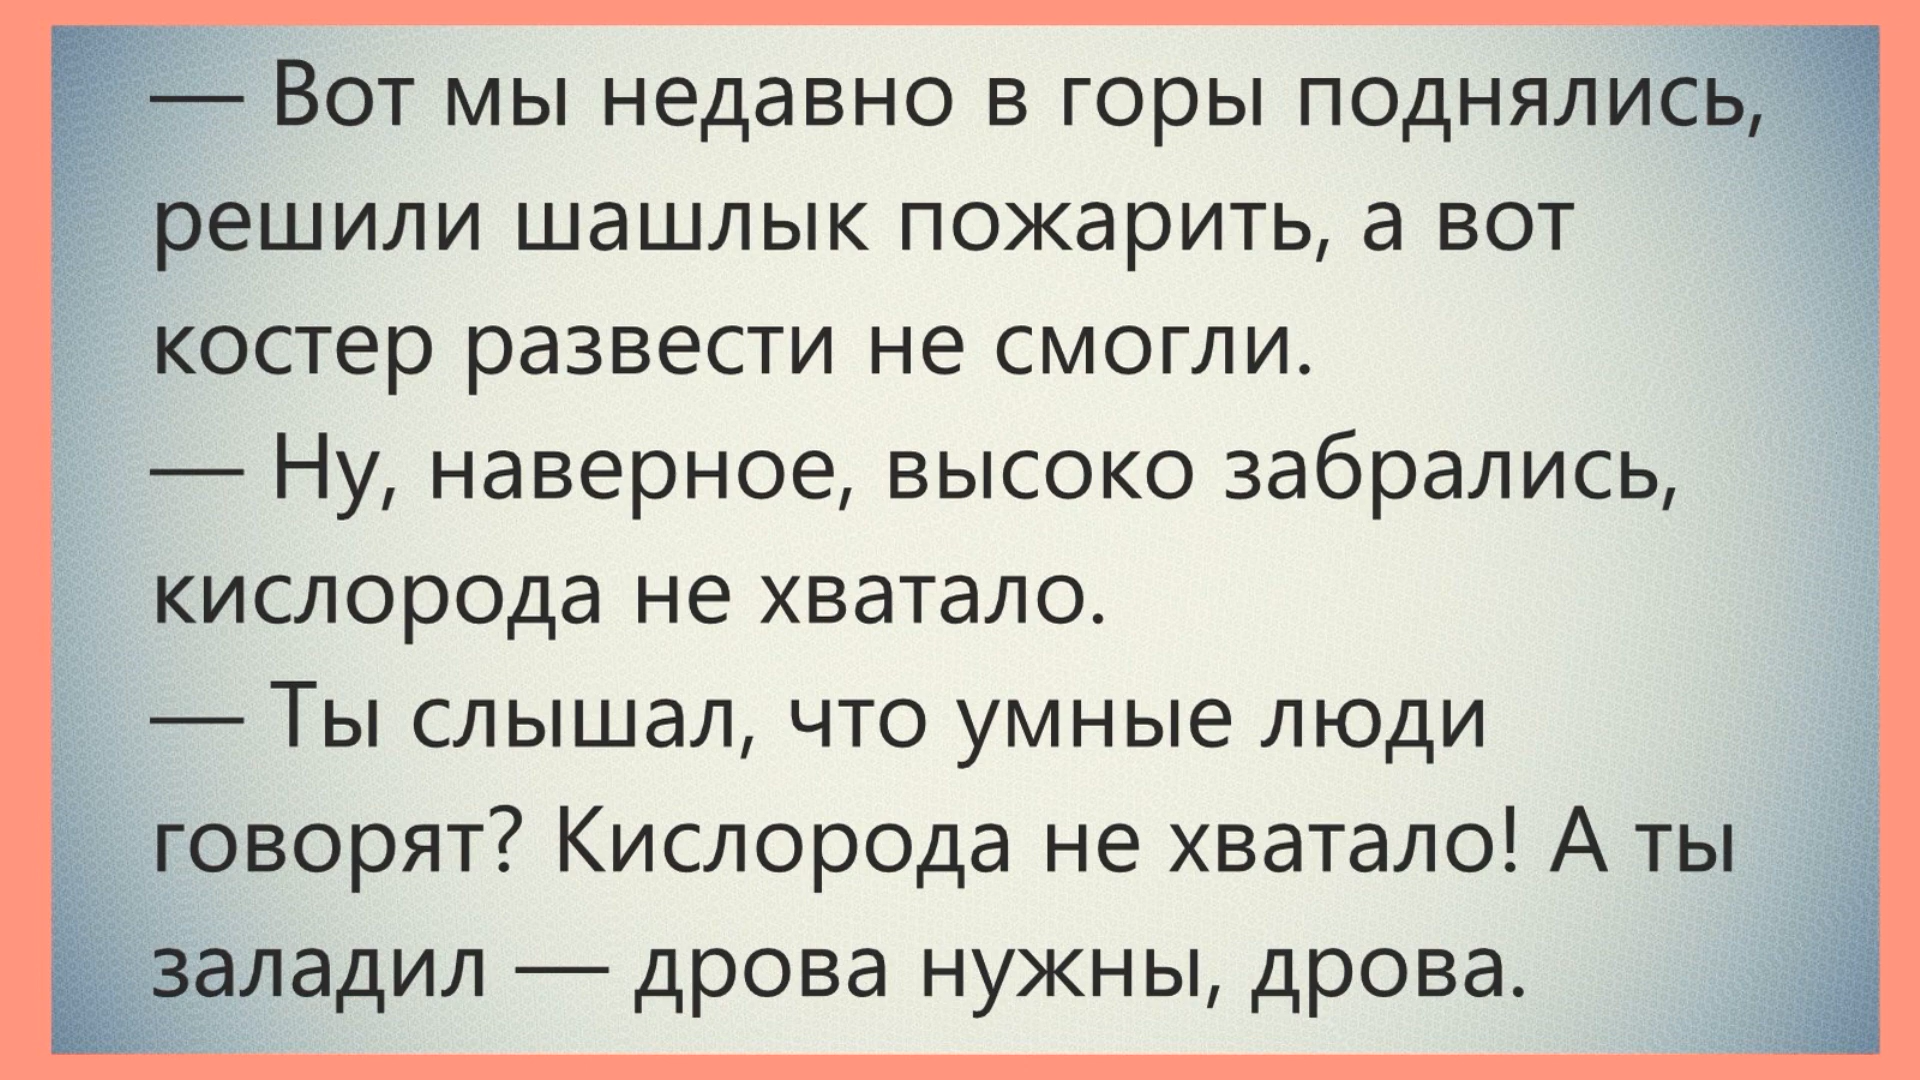 — Вот мы недавно в горы поднялись,
решили шашлык пожарить, а вот
костер развести не смогли.
— Ну, наверное, высоко забрались,
кислорода не хватало.
— Ты слышал, что умные люди
говорят? Кислорода не хватало! А ты
заладил — дрова нужны, дрова.